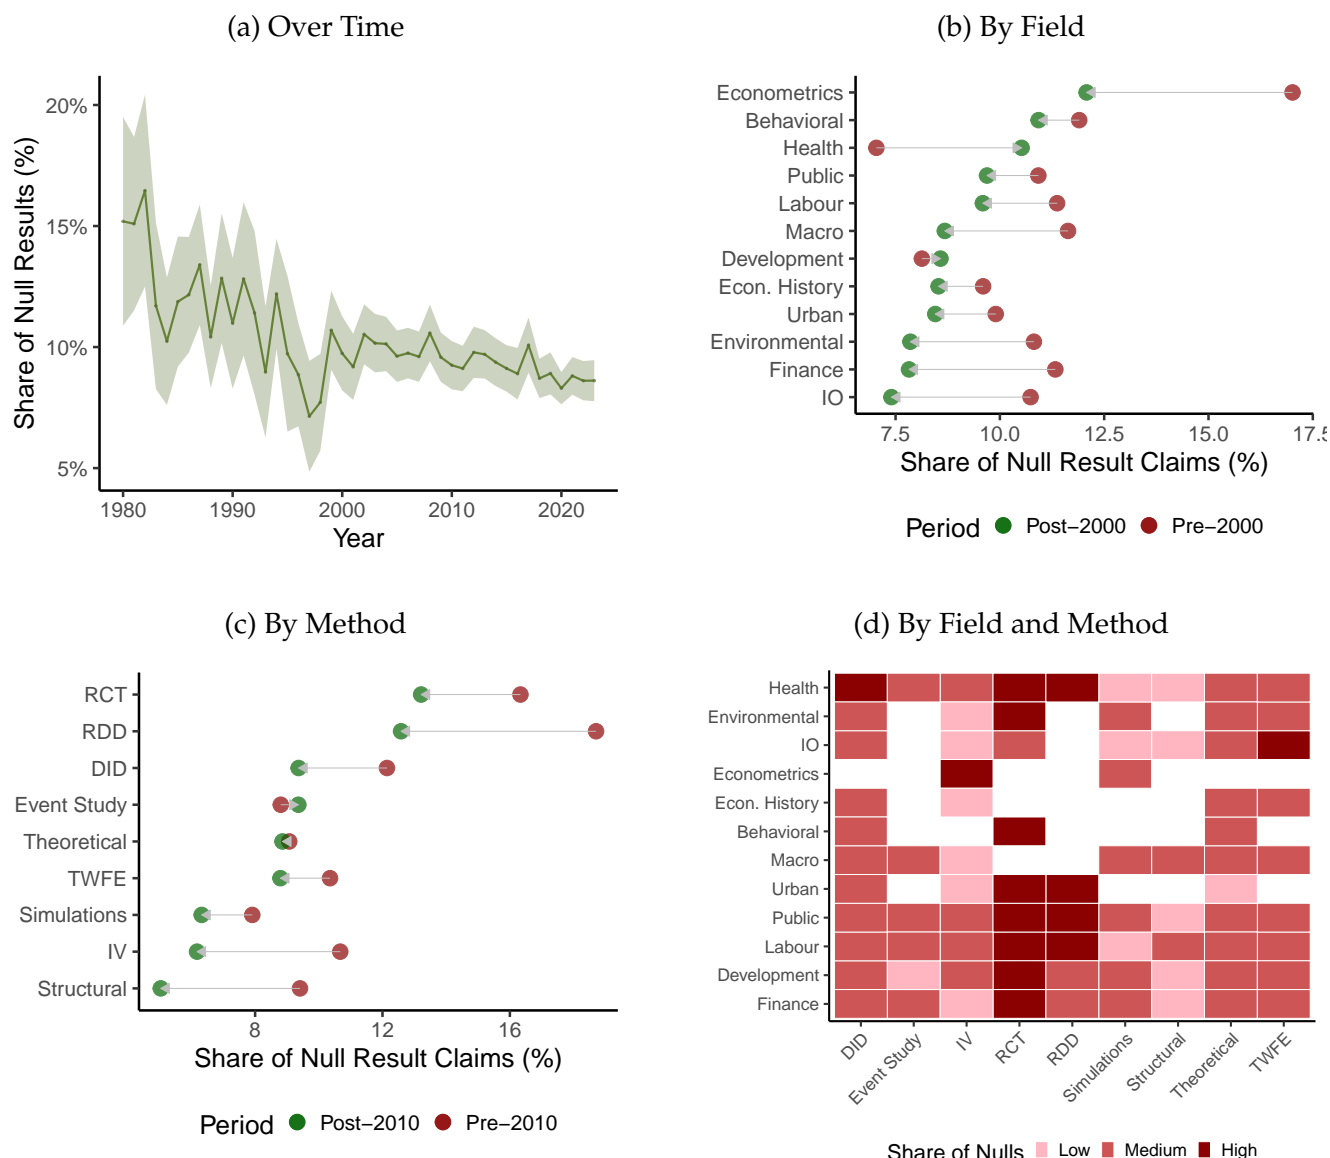 (a) Over Time
Share of Null Results (%)
20%
15%
10%
5%
1980 1990 2000 2010 2020
Year
(b) By Field
Econometrics
Behavioral
Health
Public
Labour
Macro
Development
Econ. History
Urban
Environmental
Finance
IO
7.5 10.0 12.5 15.0 17.5
Share of Null Result Claims (%)
Period Post−2000 Pre−2000
(c) By Method
RCT
RDD
DID
Event Study
Theoretical
TWFE
Simulations
IV
Structural
8 12 16
Share of Null Result Claims (%)
Period Post−2010 Pre−2010
(d) By Field and Method
Health
Environmental
IO
Econometrics
Econ. History
Behavioral
Macro
Urban
Public
Labour
Development
Finance
DID Event Study IV RCT RDD Simulations Structural Theoretical TWFE
Share of Nulls Low Medium High